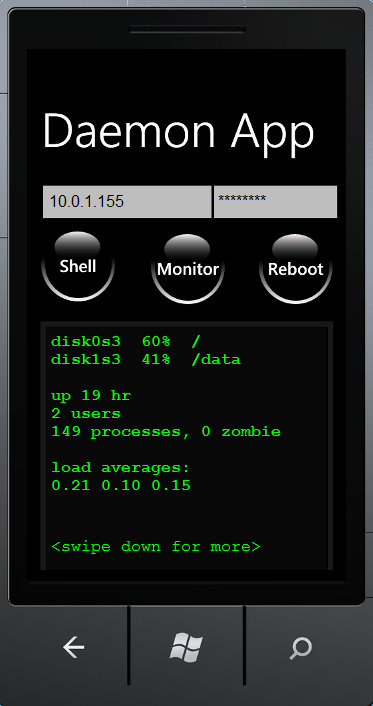 Daemon App
10.0.1.155 ********
Shell Monitor Reboot
disk0s3 60% /
disk1s3 41% /data
up 19 hr
2 users
149 processes, 0 zombie
load averages:
0.21 0.10 0.15
<swipe down for more>